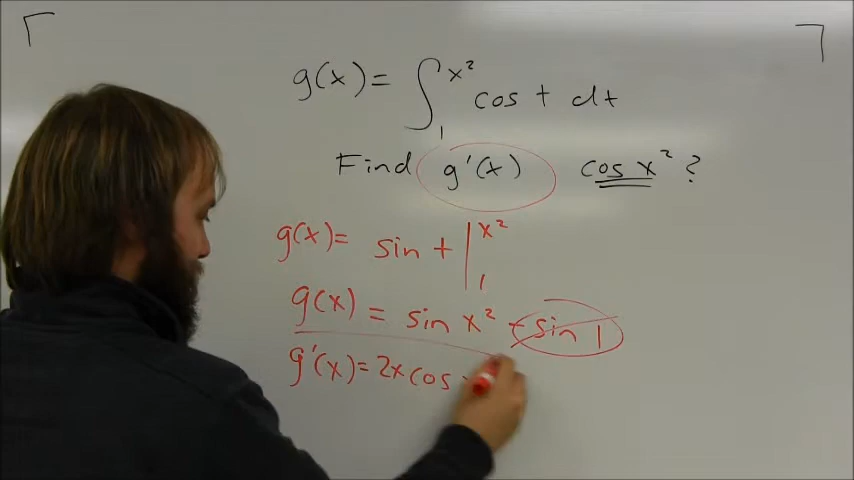 g(x) = ∫₁^x² cos t dt
Find g'(x) cos x² ?
g(x) = sin t |₁^x²
g(x) = sin x² - sin 1
g'(x) = 2x cos